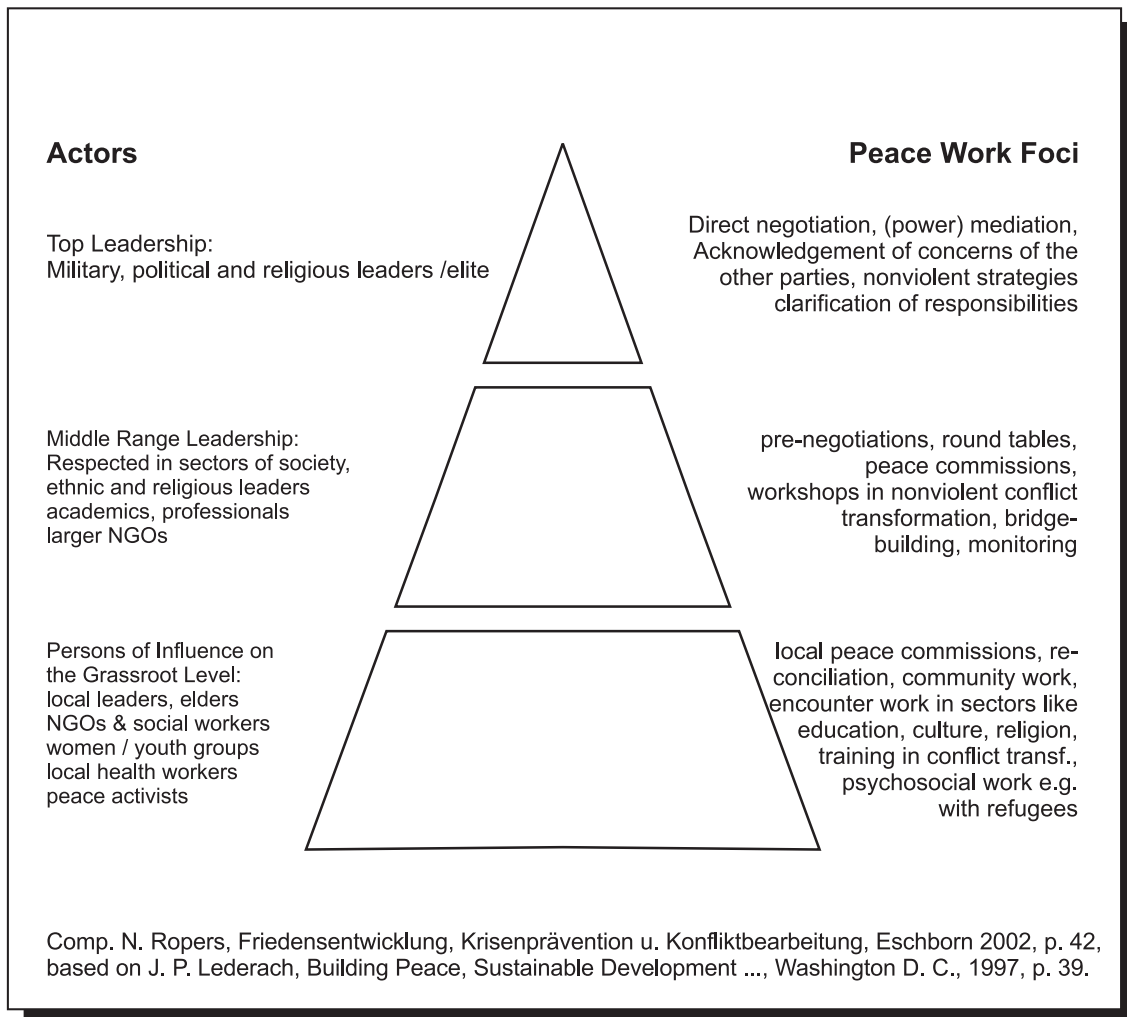 Actors
Peace Work Foci
Top Leadership:
Military, political and religious leaders /elite
Direct negotiation, (power) mediation,
Acknowledgement of concerns of the
other parties, nonviolent strategies
clarification of responsibilities
Middle Range Leadership:
Respected in sectors of society,
ethnic and religious leaders
academics, professionals
larger NGOs
pre-negotiations, round tables,
peace commissions,
workshops in nonviolent conflict
transformation, bridge-
building, monitoring
Persons of Influence on
the Grassroot Level:
local leaders, elders
NGOs & social workers
women / youth groups
local health workers
peace activists
local peace commissions, re-
conciliation, community work,
encounter work in sectors like
education, culture, religion,
training in conflict transf.,
psychosocial work e.g.
with refugees
Comp. N. Ropers, Friedensentwicklung, Krisenprävention u. Konfliktbearbeitung, Eschborn 2002, p. 42,
based on J. P. Lederach, Building Peace, Sustainable Development ..., Washington D. C., 1997, p. 39.